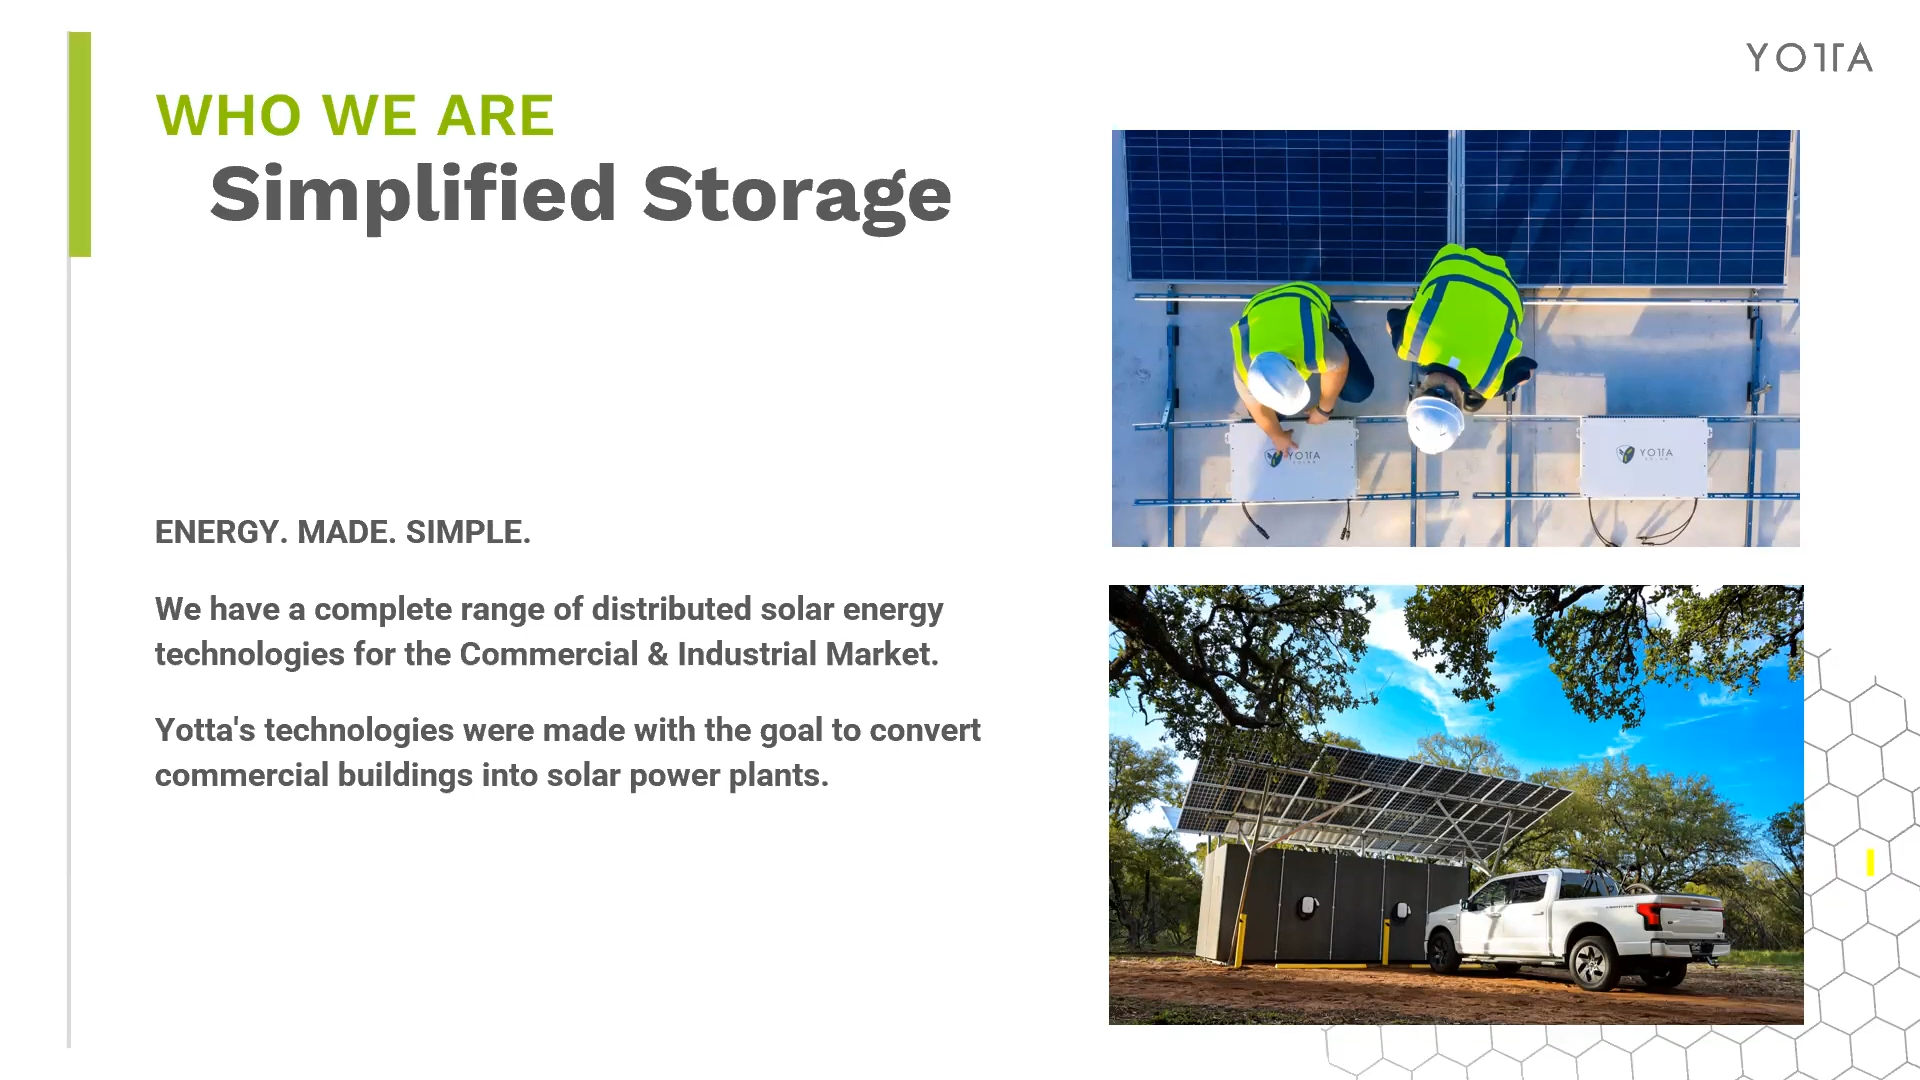 YOTTA
WHO WE ARE
Simplified Storage
ENERGY. MADE. SIMPLE.
We have a complete range of distributed solar energy
technologies for the Commercial & Industrial Market.
Yotta's technologies were made with the goal to convert
commercial buildings into solar power plants.
YOTTA
YOTTA